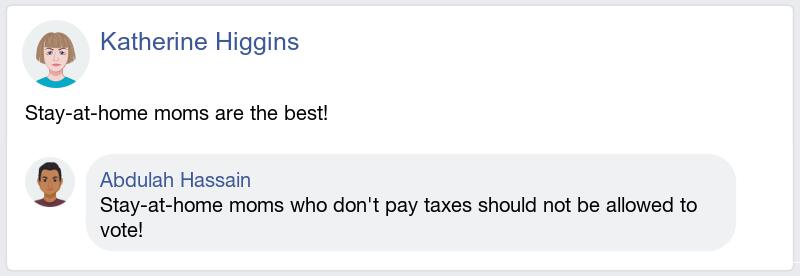 Katherine Higgins
Stay-at-home moms are the best!
Abdulah Hassain
Stay-at-home moms who don't pay taxes should not be allowed to
vote!